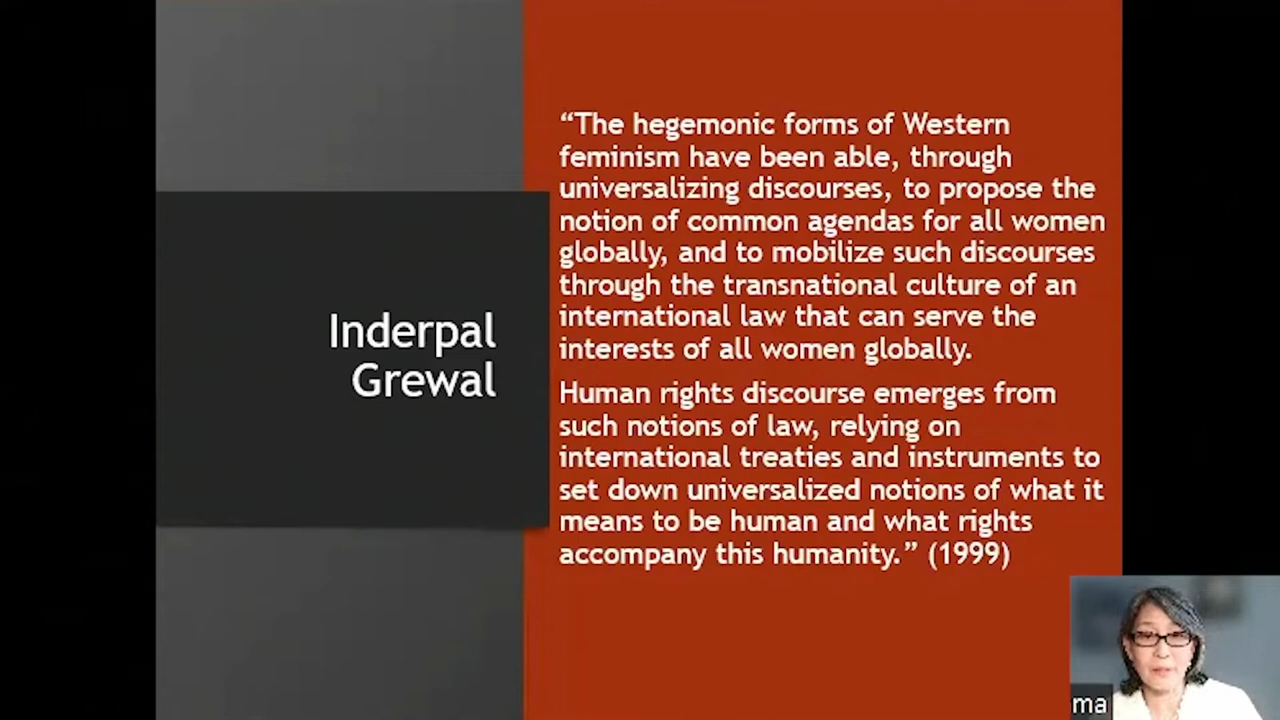 Inderpal
Grewal
“The hegemonic forms of Western
feminism have been able, through
universalizing discourses, to propose the
notion of common agendas for all women
globally, and to mobilize such discourses
through the transnational culture of an
international law that can serve the
interests of all women globally.
Human rights discourse emerges from
such notions of law, relying on
international treaties and instruments to
set down universalized notions of what it
means to be human and what rights
accompany this humanity.” (1999)
ma